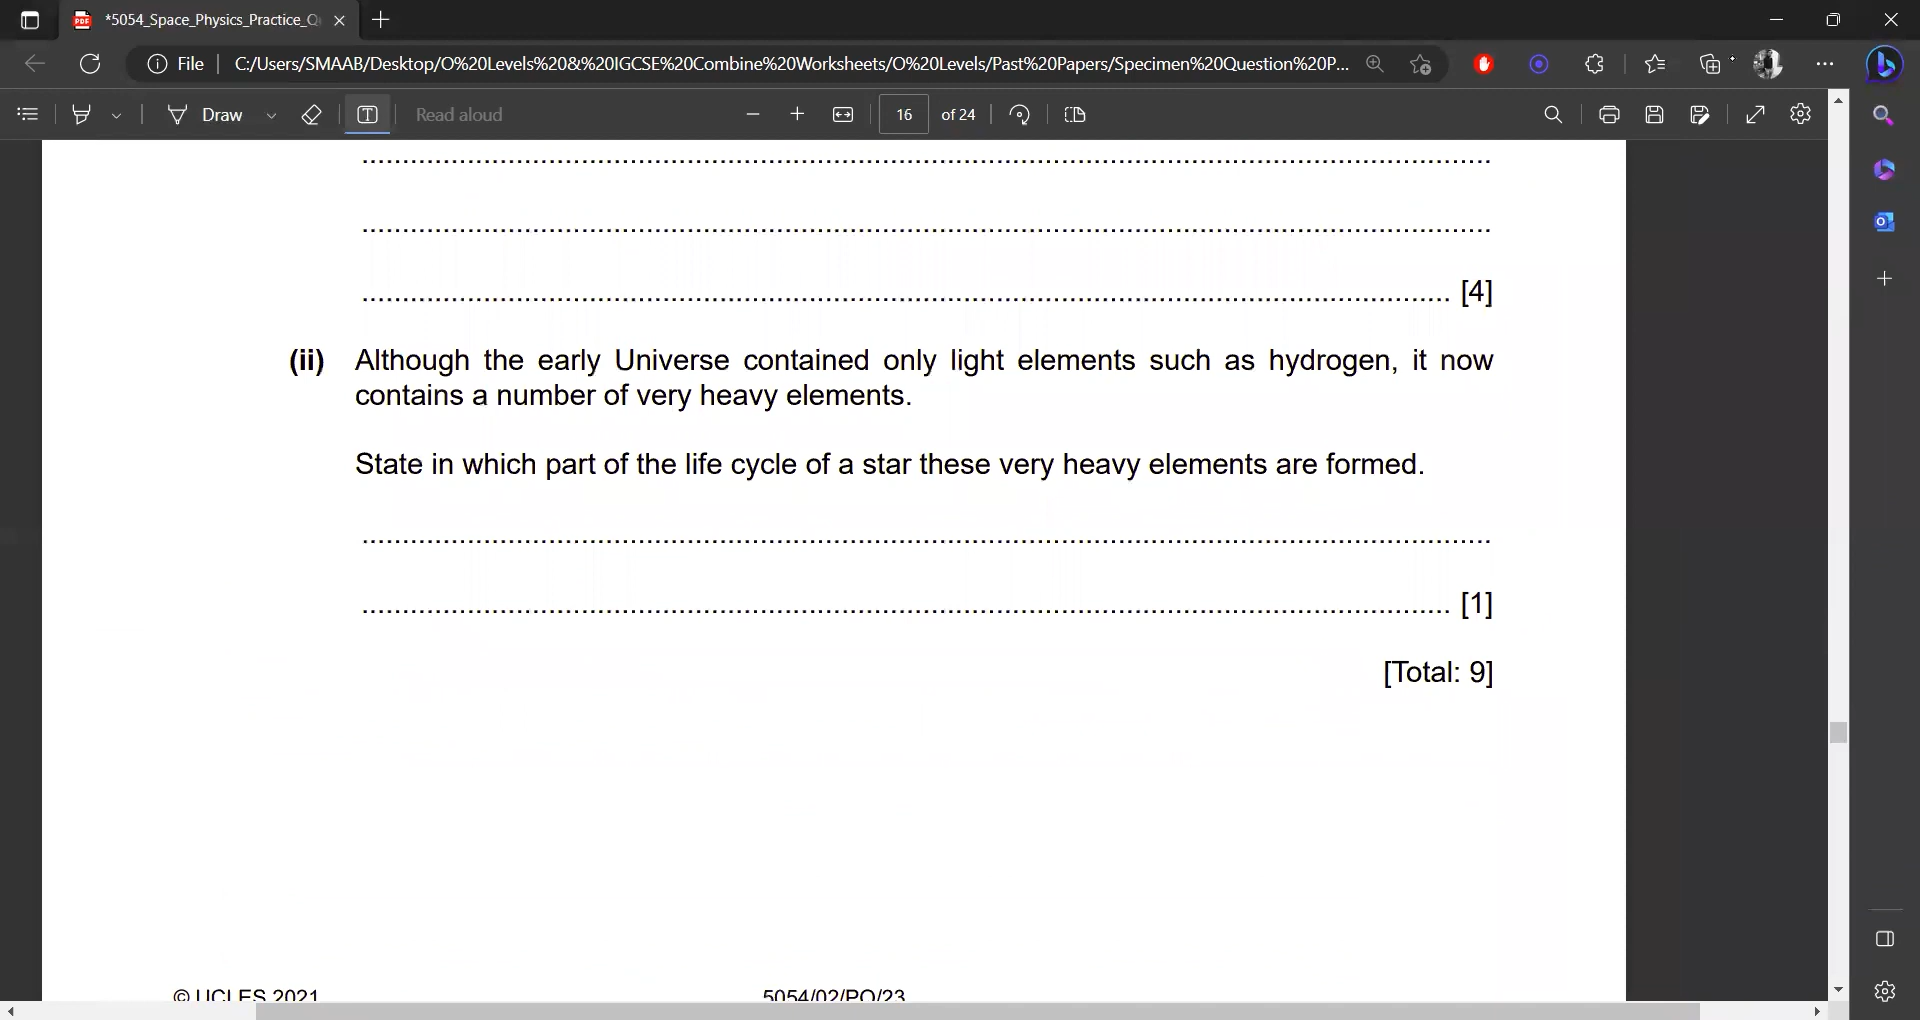 *5054_Space_Physics_Practice_Q
File
C:/Users/SMAAB/Desktop/O%20Levels%20&%20IGCSE%20Combine%20Worksheets/O%20Levels/Past%20Papers/Specimen%20Question%20P...
Draw
T
Read aloud
16 of 24
[4]
(ii) Although the early Universe contained only light elements such as hydrogen, it now
contains a number of very heavy elements.
State in which part of the life cycle of a star these very heavy elements are formed.
[1]
[Total: 9]
© UCLES 2021
5054/02/PQ/23